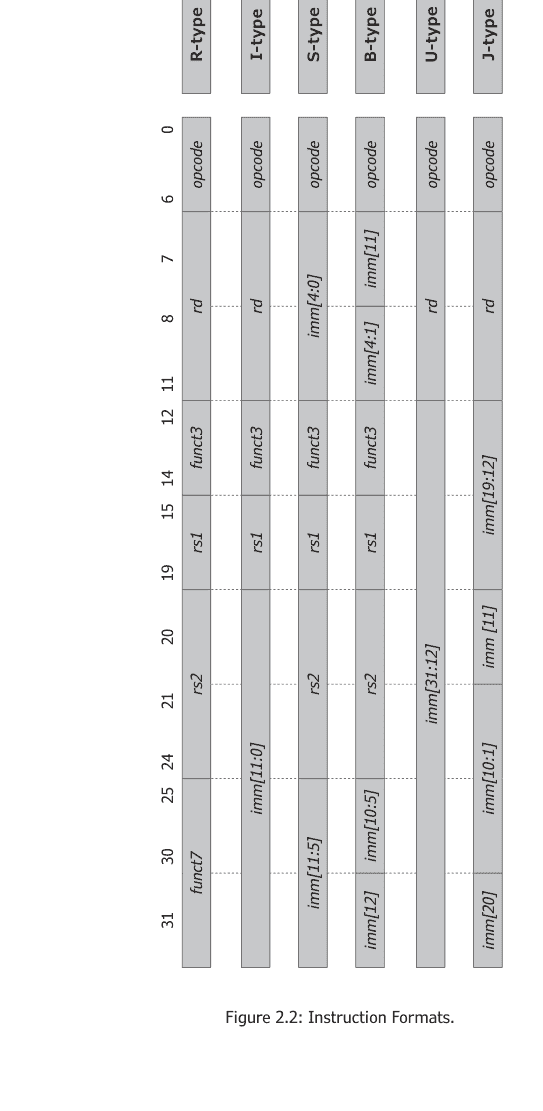 31 30 25 24 21 20 19 15 14 12 11 8 7 6 0
funct7 rs2 rs1 funct3 rd opcode R-type
imm[11:0] rs1 funct3 rd opcode I-type
imm[11:5] rs2 rs1 funct3 imm[4:0] opcode S-type
imm[12] imm[10:5] rs2 rs1 funct3 imm[4:1] imm[11] opcode B-type
imm[31:12] rd opcode U-type
imm[20] imm[10:1] imm [11] imm[19:12] rd opcode J-type
Figure 2.2: Instruction Formats.